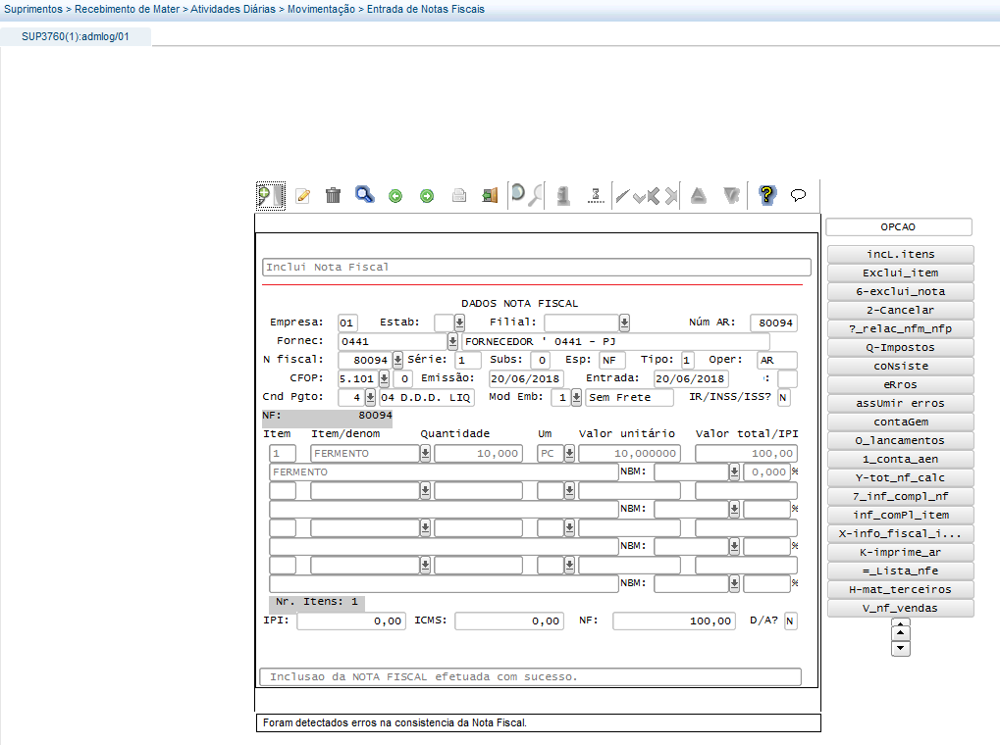 Suprimentos > Recebimento de Mater > Atividades Diárias > Movimentação > Entrada de Notas Fiscais
SUP3760(1):admlog/01
OPCAO
incL.itens
Exclui_item
6-exclui_nota
2-Cancelar
?_relac_nfm_nfp
Q-Impostos
coNsiste
eRros
assUmir erros
contaGem
O_lancamentos
1_conta_aen
Y-tot_nf_calc
7_inf_compl_nf
inf_comPl_item
X-info_fiscal_i...
K-imprime_ar
=_Lista_nfe
H-mat_terceiros
V_nf_vendas
Inclui Nota Fiscal
DADOS NOTA FISCAL
Empresa: 01 Estab: Filial: Núm AR: 80094
Fornec: 0441 FORNECEDOR ' 0441 - PJ
N fiscal: 80094 Série: 1 Subs: 0 Esp: NF Tipo: 1 Oper: AR
CFOP: 5.101 0 Emissão: 20/06/2018 Entrada: 20/06/2018 :
Cnd Pgto: 4 04 D.D.D. LIQ Mod Emb: 1 Sem Frete IR/INSS/ISS? N
NF: 80094
Item Item/denom Quantidade Um Valor unitário Valor total/IPI
1 FERMENTO 10,000 PC 10,000000 100,00
FERMENTO NBM: 0,000 %
NBM: %
NBM: %
NBM: %
Nr. Itens: 1
IPI: 0,00 ICMS: 0,00 NF: 100,00 D/A? N
Inclusao da NOTA FISCAL efetuada com sucesso.
Foram detectados erros na consistencia da Nota Fiscal.